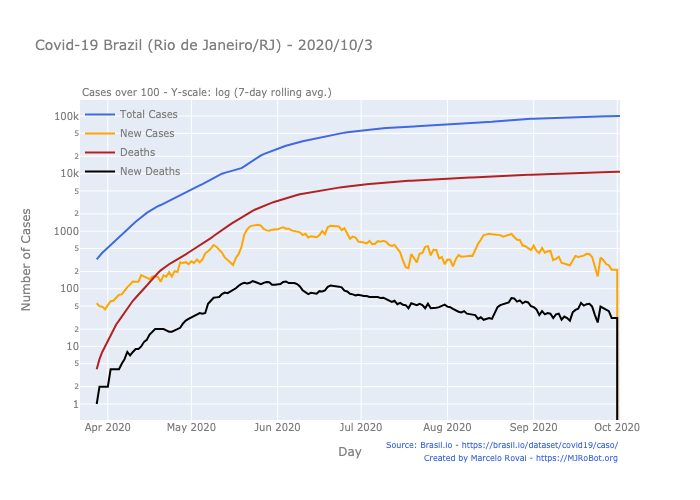 Covid-19 Brazil (Rio de Janeiro/RJ) - 2020/10/3
Cases over 100 - Y-scale: log (7-day rolling avg.)
Total Cases
New Cases
Deaths
New Deaths
Number of Cases
100k
5
2
10k
5
2
1000
5
2
100
5
2
10
5
2
1
Apr 2020
May 2020
Jun 2020
Jul 2020
Aug 2020
Sep 2020
Oct 2020
Day
Source: Brasil.io - https://brasil.io/dataset/covid19/caso/
Created by Marcelo Rovai - https://MJRoBot.org